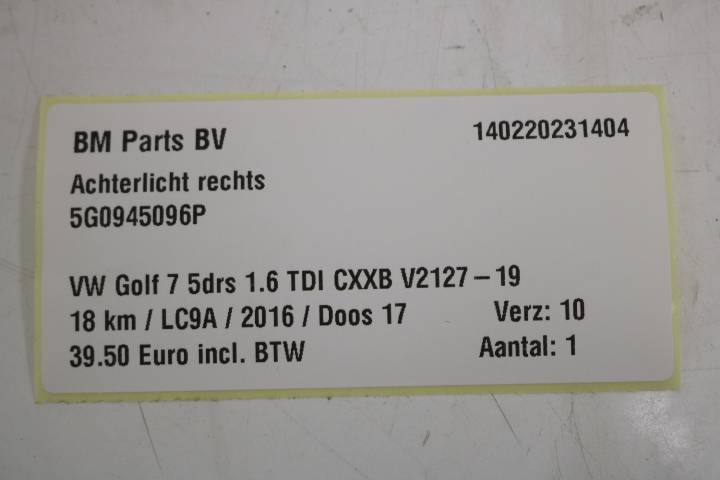 BM Parts BV 140220231404
Achterlicht rechts
5G0945096P
VW Golf 7 5drs 1.6 TDI CXXB V2127 – 19
18 km / LC9A / 2016 / Doos 17 Verz: 10
39.50 Euro incl. BTW Aantal: 1